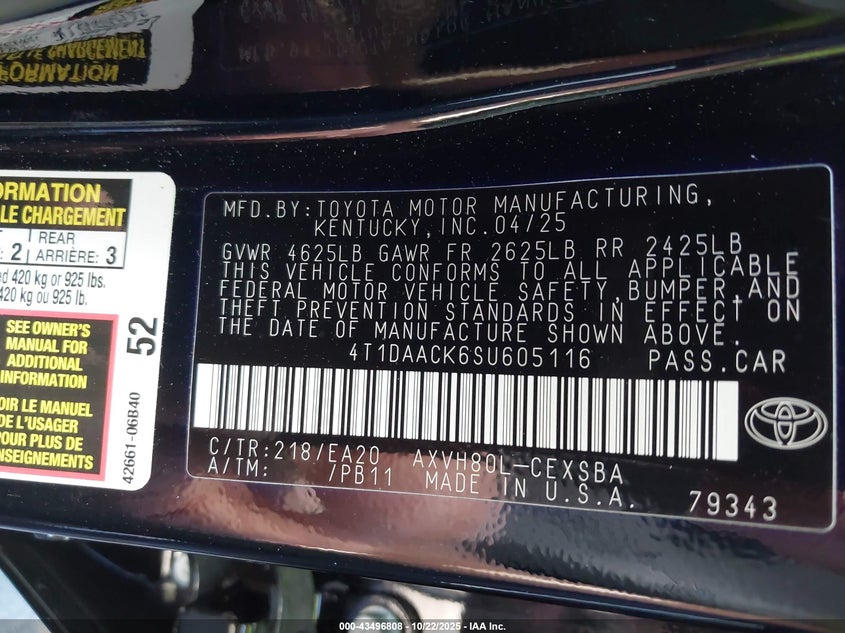 ORMATION
LE CHARGEMENT
REAR
2 ARRIÈRE: 3
ed 420 kg or 925 lbs.
420 kg ou 925 lb.
SEE OWNER'S
MANUAL FOR
ADDITIONAL
INFORMATION
OIR LE MANUEL
DE L'USAGER
POUR PLUS DE
ENSEIGNEMENTS
52
42661-06B40
MFD.BY:TOYOTA MOTOR MANUFACTURING,
KENTUCKY,INC.04/25
GVWR 4625LB GAWR FR 2625LB RR 2425LB
THIS VEHICLE CONFORMS TO ALL APPLICABLE
FEDERAL MOTOR VEHICLE SAFETY,BUMPER,AND
THEFT PREVENTION STANDARDS IN EFFECT ON
THE DATE OF MANUFACTURE SHOWN ABOVE.
4T1DAACK6SU605116 PASS.CAR
C/TR:218/EA20 AXVH80L-CEXSBA
A/TM: /PB11 MADE IN U.S.A.
79343
000-43496808 - 10/22/2025 - IAA Inc.